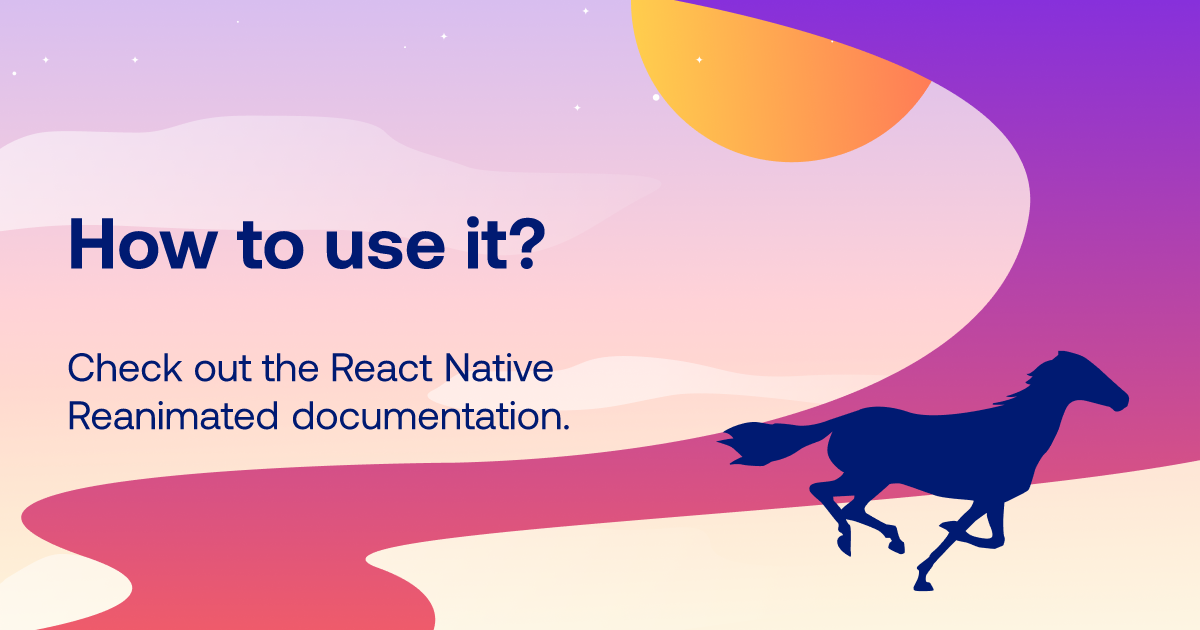 How to use it?
Check out the React Native
Reanimated documentation.